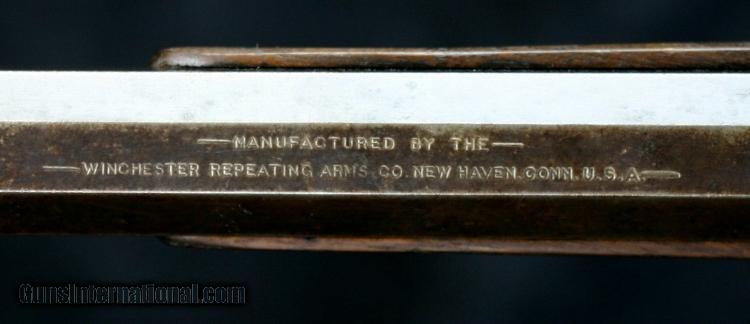 — MANUFACTURED BY THE —
— WINCHESTER REPEATING ARMS CO. NEW HAVEN. CONN. U.S.A. —
GunsInternational.com